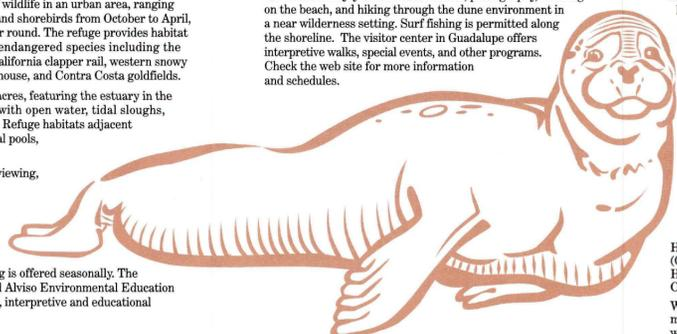 wildlife in an urban area, ranging
nd shorebirds from October to April,
r round. The refuge provides habitat
endangered species including the
alifornia clapper rail, western snowy
ouse, and Contra Costa goldfields.
acres, featuring the estuary in the
with open water, tidal sloughs,
Refuge habitats adjacent
al pools,
iewing,
g is offered seasonally. The
l Alviso Environmental Education
, interpretive and educational
on the beach, and hiking through the dune environment in
a near wilderness setting. Surf fishing is permitted along
the shoreline. The visitor center in Guadalupe offers
interpretive walks, special events, and other programs.
Check the web site for more information
and schedules.